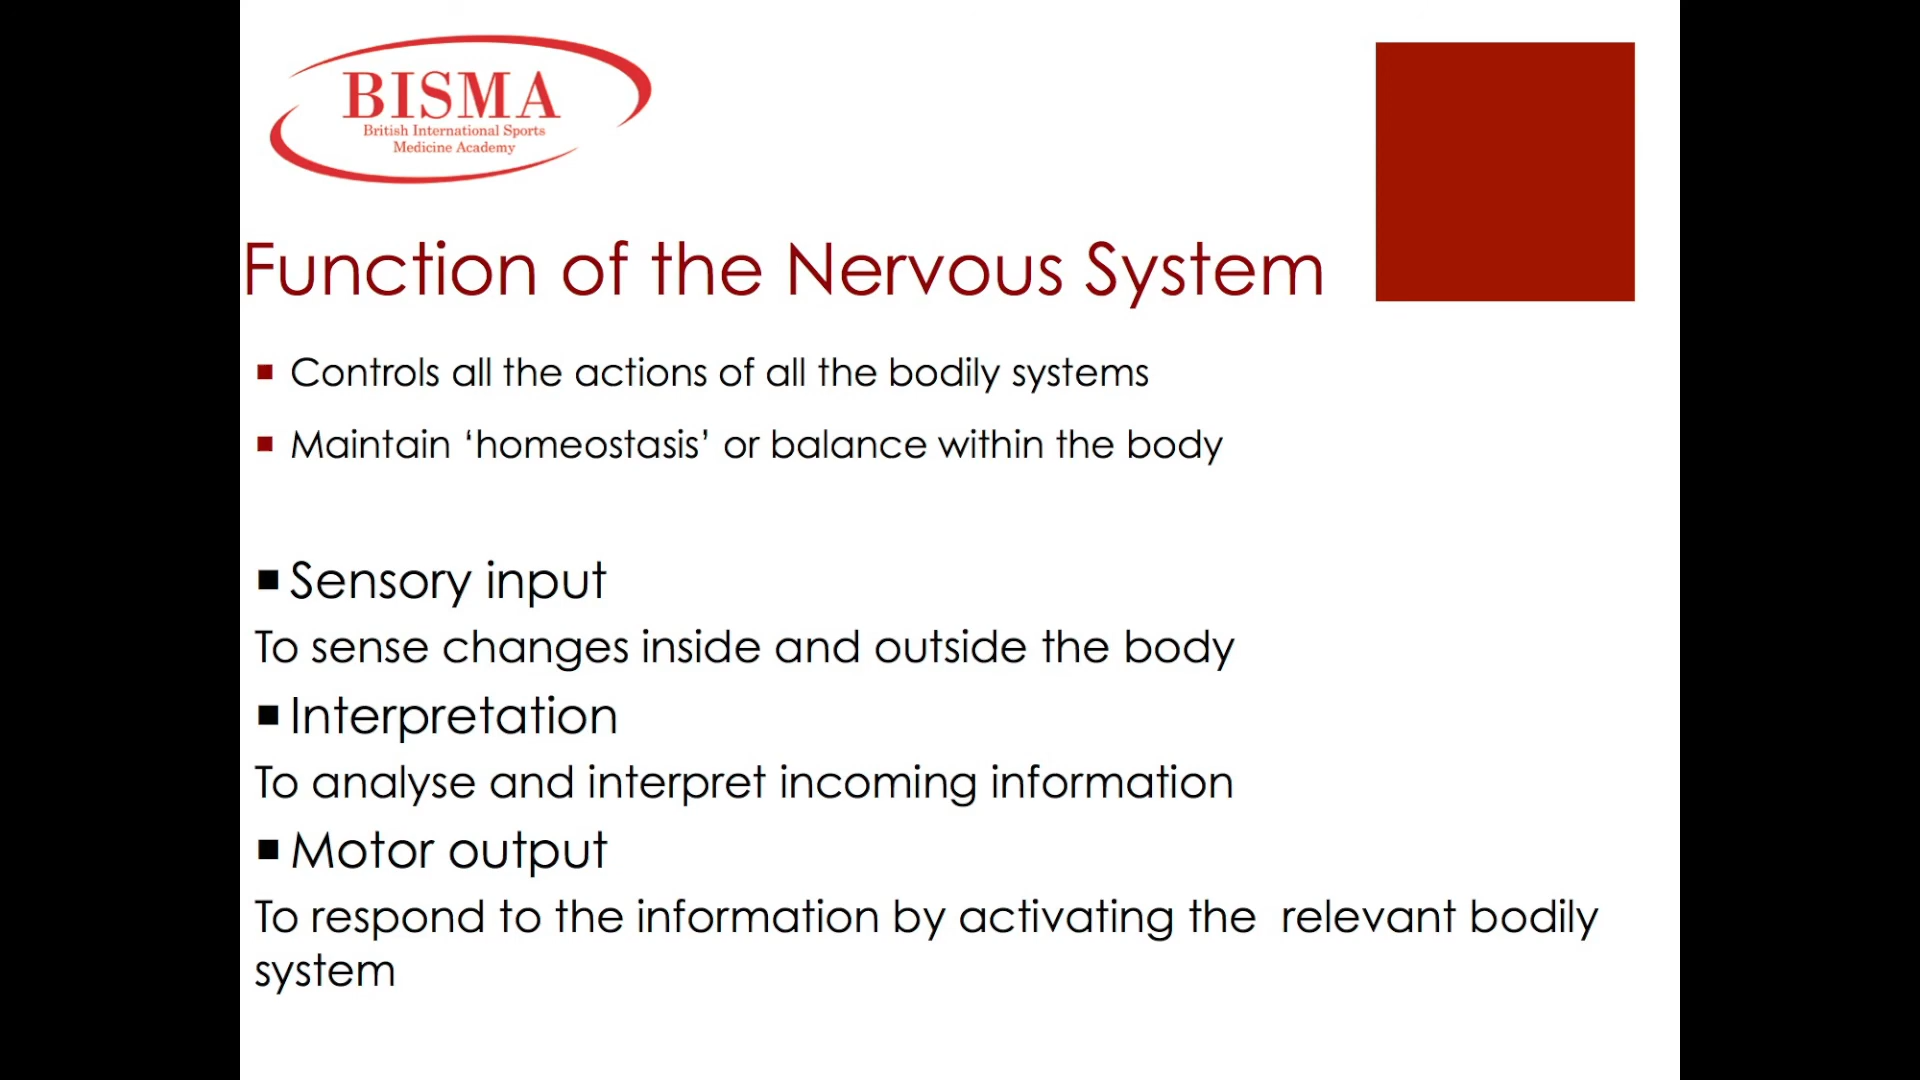 BISMA
British International Sports
Medicine Academy
Function of the Nervous System
Controls all the actions of all the bodily systems
Maintain ‘homeostasis’ or balance within the body
Sensory input
To sense changes inside and outside the body
Interpretation
To analyse and interpret incoming information
Motor output
To respond to the information by activating the  relevant bodily
system